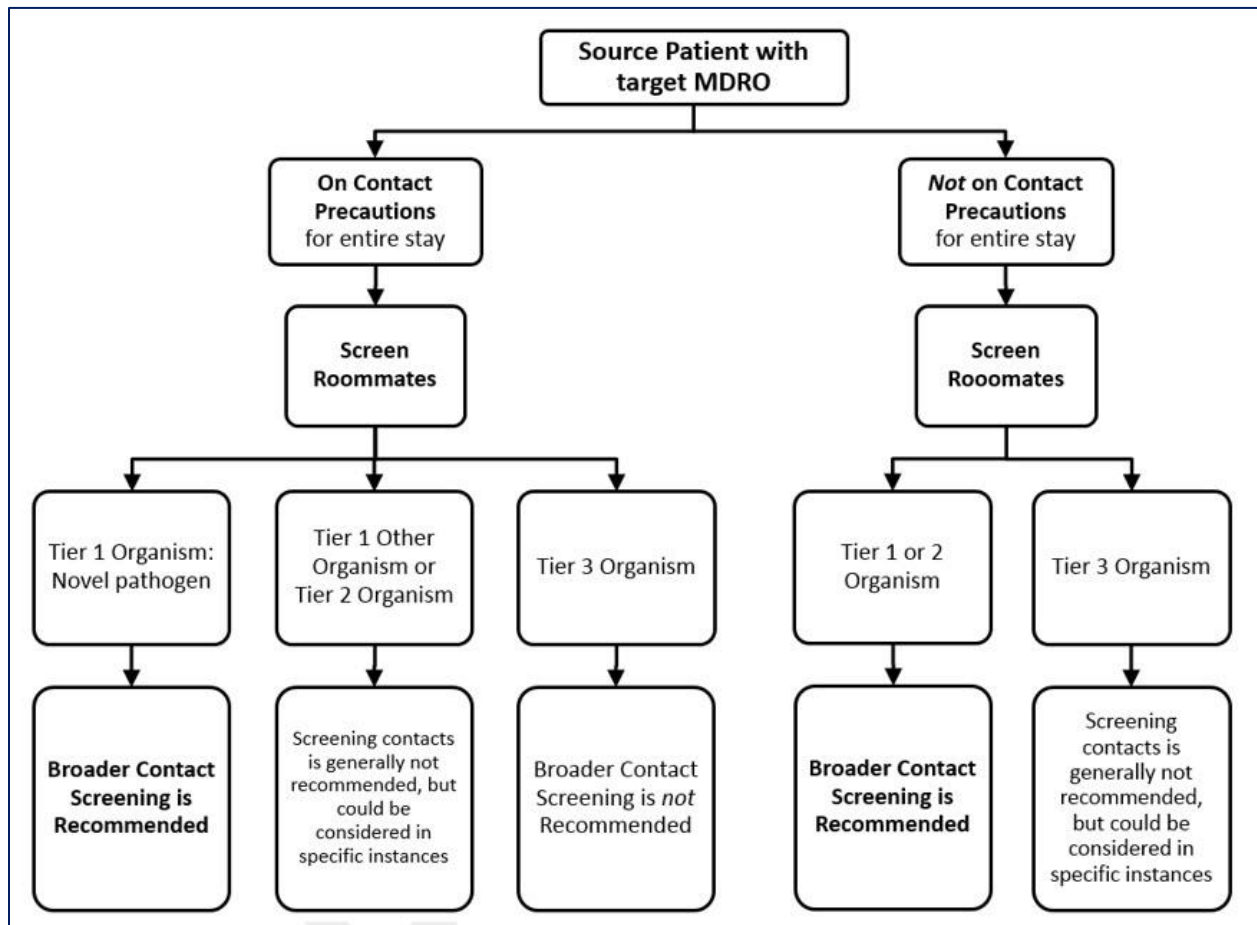 Source Patient with
target MDRO
On Contact
Precautions
for entire stay
Not on Contact
Precautions
for entire stay
Screen
Roommates
Screen
Rooomates
Tier 1 Organism:
Novel pathogen
Tier 1 Other
Organism or
Tier 2 Organism
Tier 3 Organism
Tier 1 or 2
Organism
Tier 3 Organism
Broader Contact
Screening is
Recommended
Screening contacts
is generally not
recommended, but
could be
considered in
specific instances
Broader Contact
Screening is not
Recommended
Broader Contact
Screening is
Recommended
Screening
contacts is
generally not
recommended,
but could be
considered in
specific instances